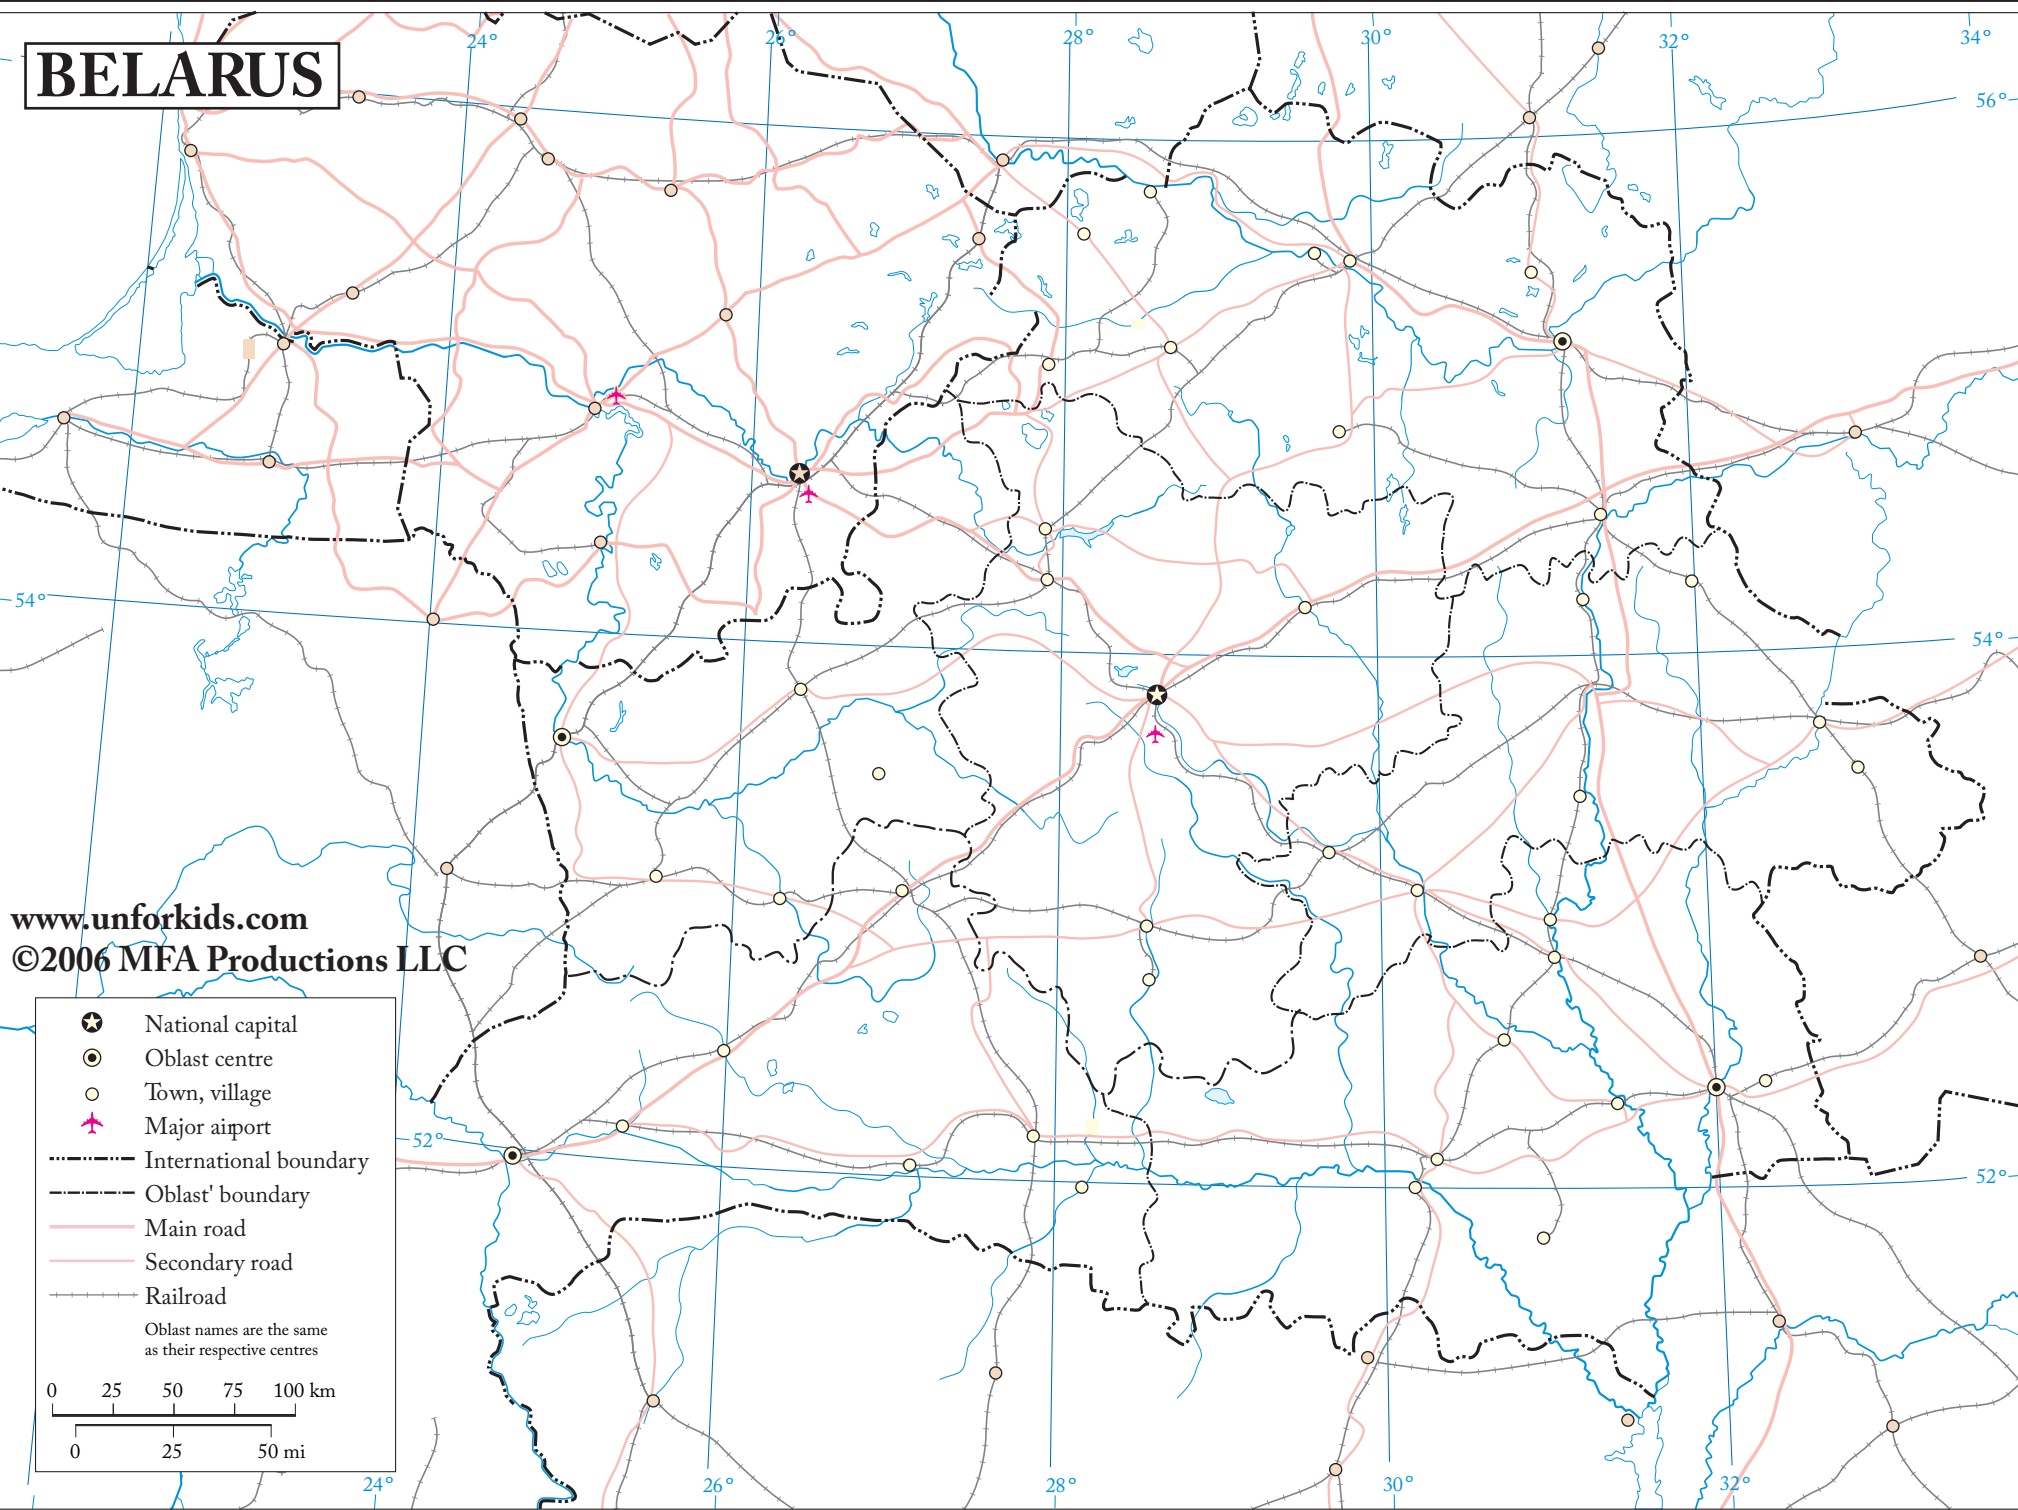 24°
26°
28°
30°
32°
34°
BELARUS
56°
54°
54°
www.unforkids.com
©2006 MFA Productions LLC
National capital
Oblast centre
Town, village
Major airport
International boundary
Oblast' boundary
Main road
Secondary road
Railroad
Oblast names are the same
as their respective centres
0 25 50 75 100 km
0 25 50 mi
52°
52°
24°
26°
28°
30°
32°